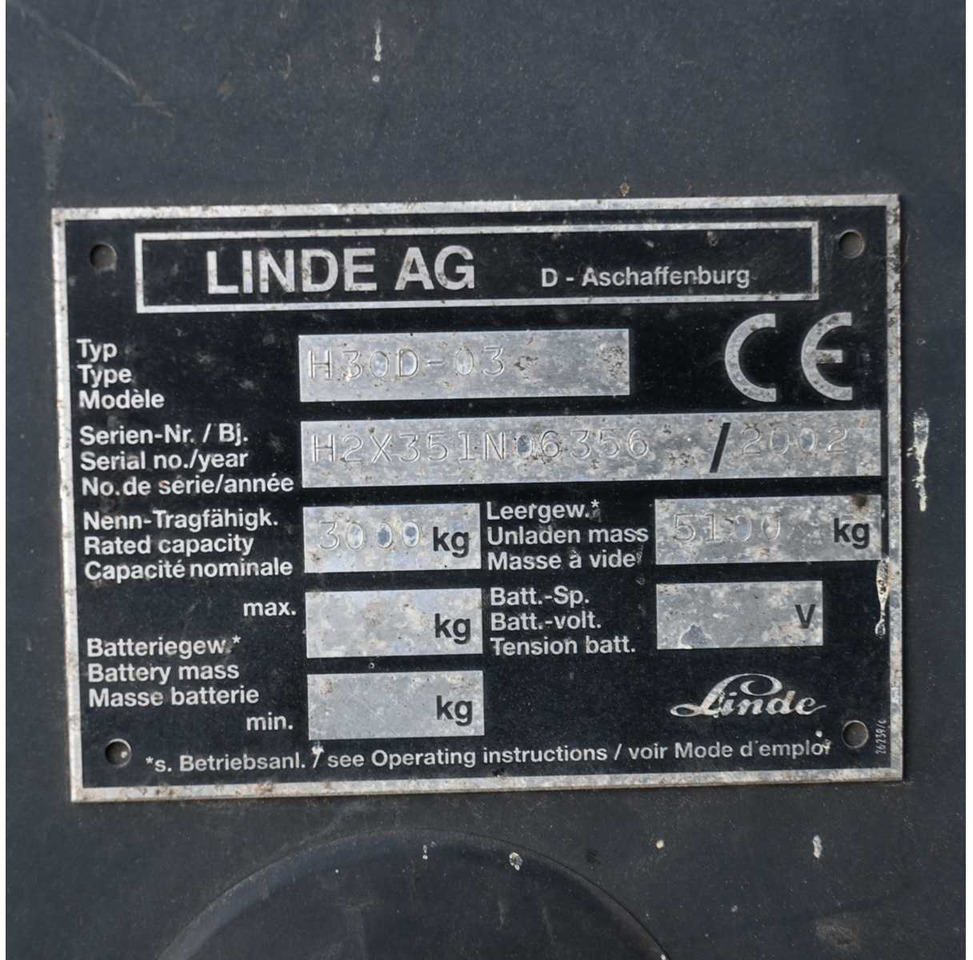 LINDE AG D - Aschaffenburg
CE
Typ
Type
Modèle
H30D-03
Serien-Nr. / Bj.
Serial no./year
No.de série/année
H2X351N06356 / 2002
Nenn-Tragfähigk.
Rated capacity
Capacité nominale
3000 kg
Leergew.*
Unladen mass
Masse à vide
5100 kg
max.
kg
Batt.-Sp.
Batt.-volt.
Tension batt.
V
Batteriegew.*
Battery mass
Masse batterie
min.
kg
Linde
*s. Betriebsanl. / see Operating instructions / voir Mode d'emploi